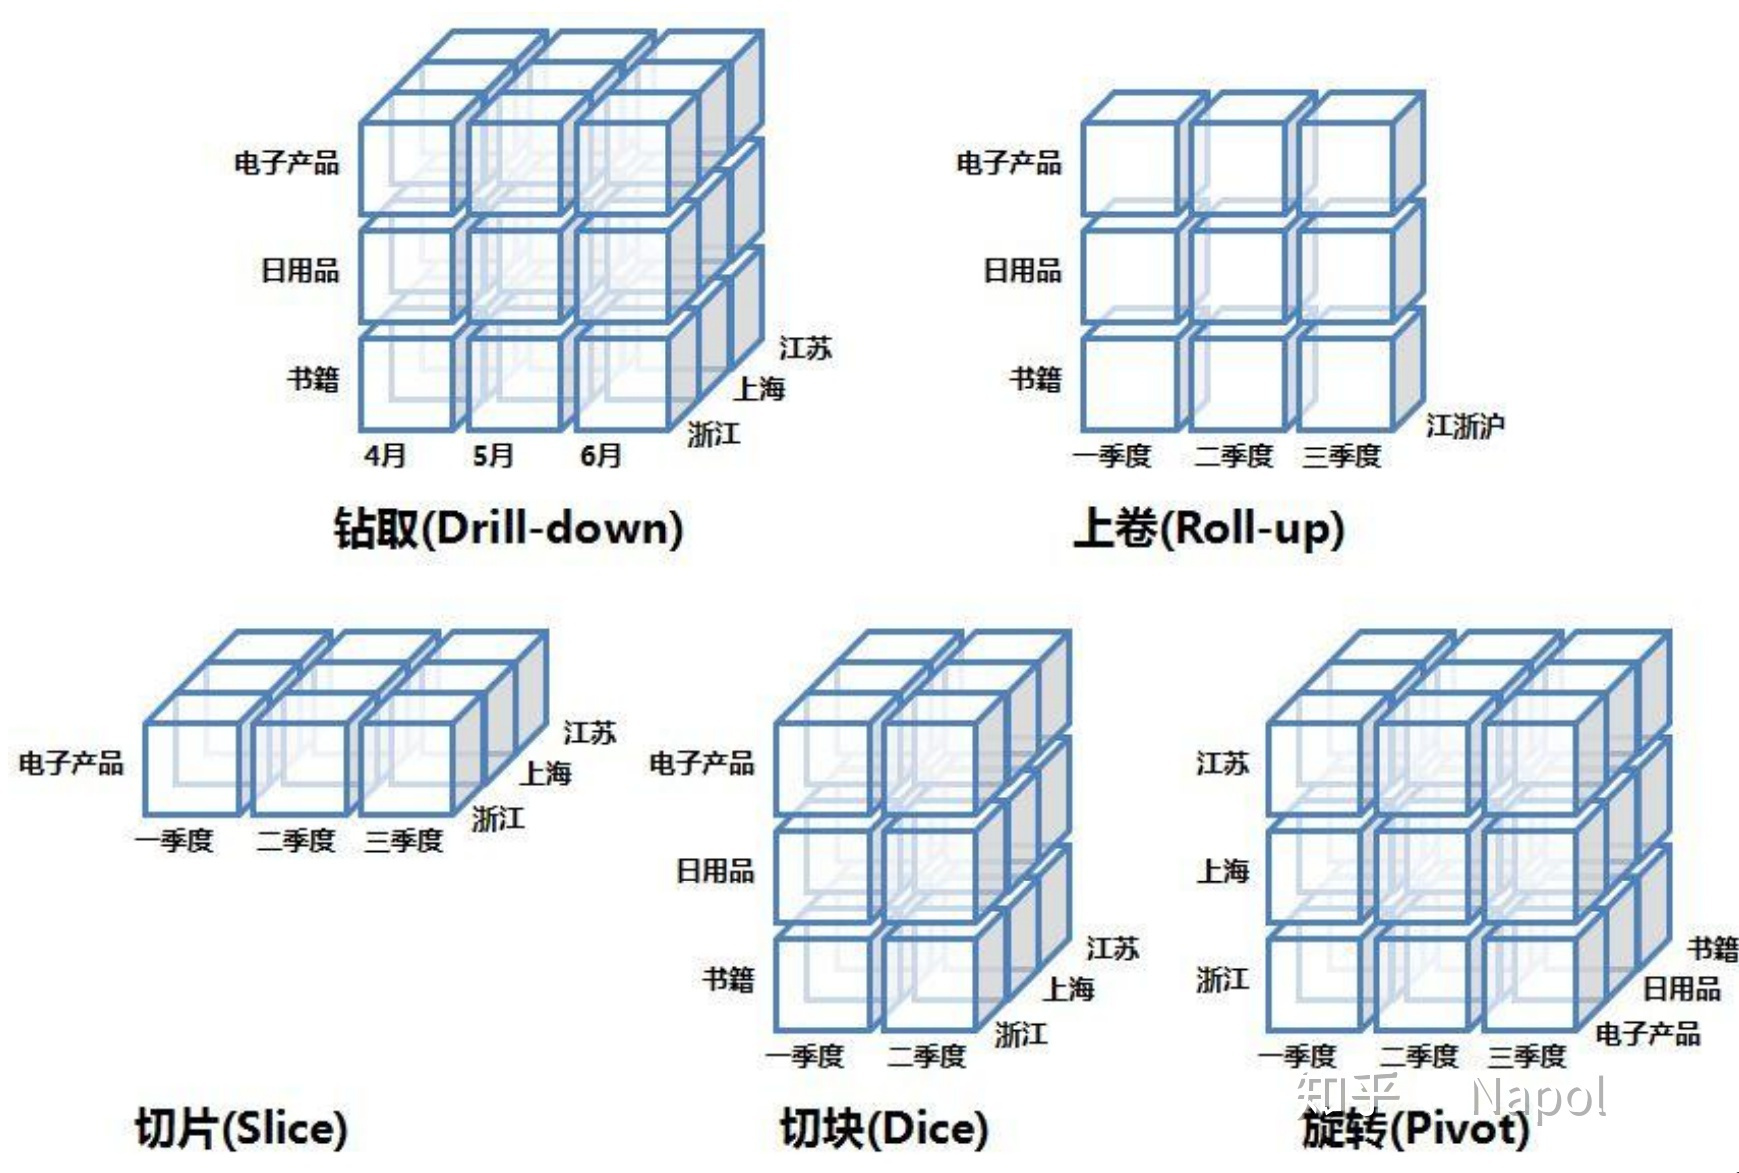 电子产品
日用品
书籍
江苏
上海
浙江
4月 5月 6月
钻取(Drill-down)
电子产品
日用品
书籍
江浙沪
一季度 二季度 三季度
上卷(Roll-up)
电子产品
江苏
上海
浙江
一季度 二季度 三季度
切片(Slice)
电子产品
日用品
书籍
江苏
上海
浙江
一季度 二季度
切块(Dice)
江苏
上海
浙江
书籍
日用品
电子产品
一季度 二季度 三季度
知乎 Napol
旋转(Pivot)